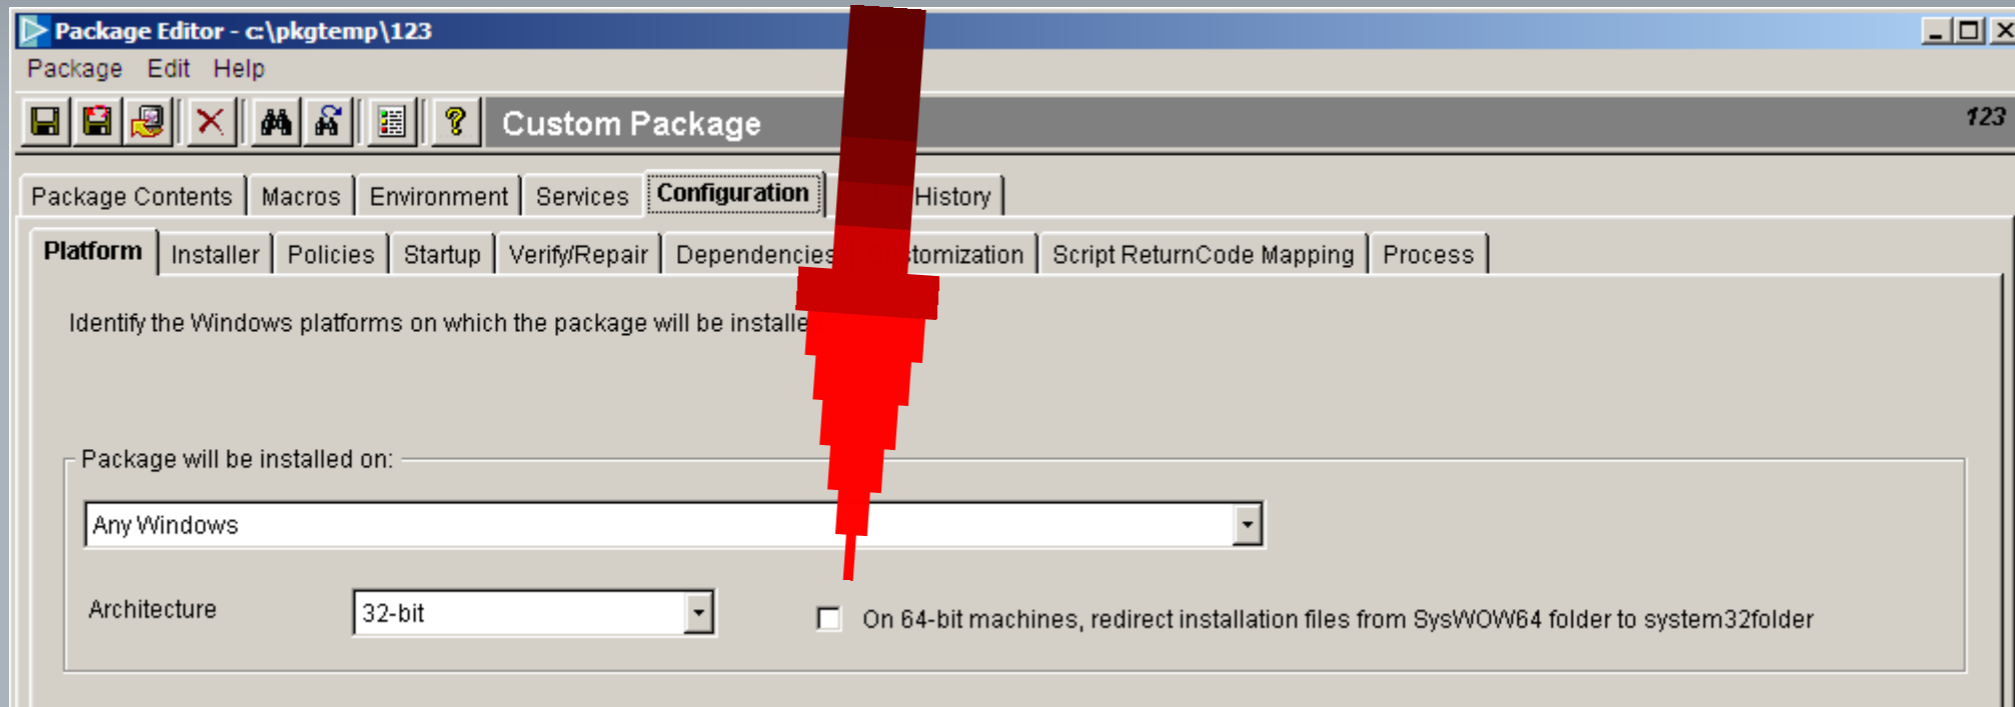 Package Editor - c:\pkgtemp\123
Package Edit Help
Custom Package 123
Package Contents Macros Environment Services Configuration History
Platform Installer Policies Startup Verify/Repair Dependencies Script ReturnCode Mapping Process
Identify the Windows platforms on which the package will be
Package will be installed on:
Any Windows
Architecture 32-bit On 64-bit machines, redirect installation files from SysWOW64 folder to system32folder